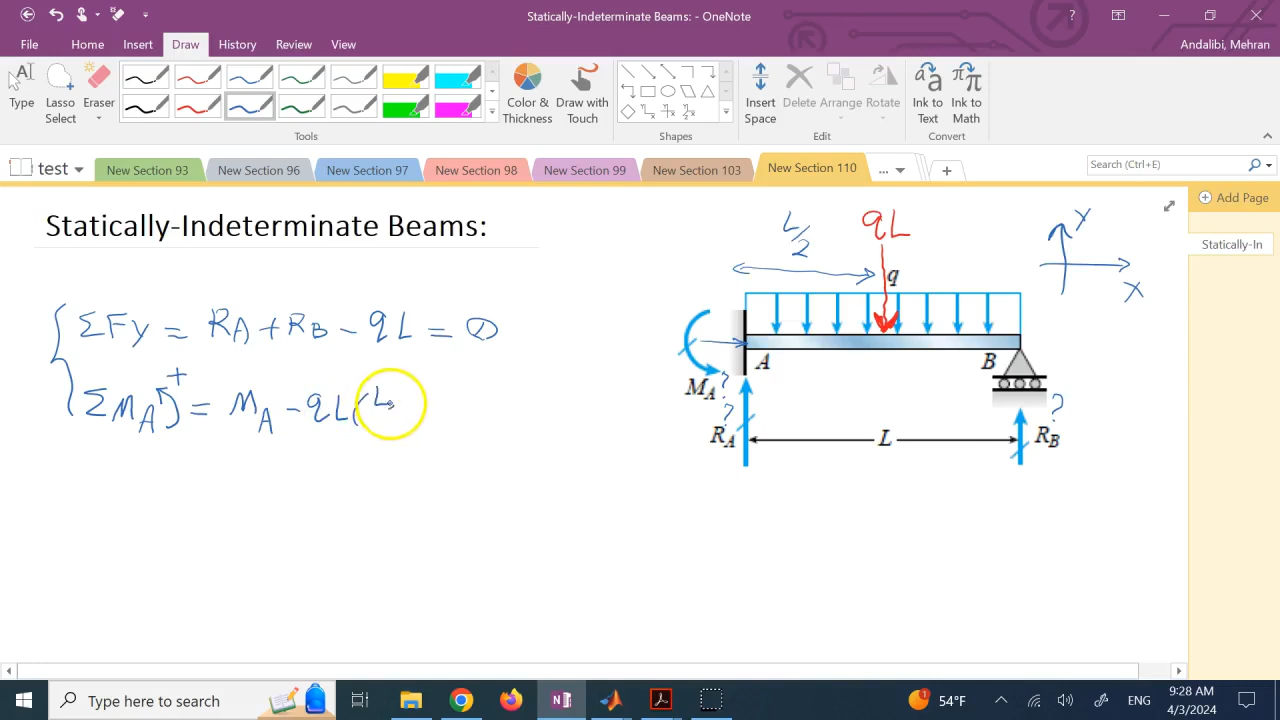 Statically-Indeterminate Beams: - OneNote
?
File Home Insert Draw History Review View
Andalibi, Mehran
Type
Lasso Select
Eraser
Color & Thickness
Draw with Touch
Insert Space
Delete
Arrange
Rotate
Ink to Text
Ink to Math
Tools
Shapes
Edit
Convert
test
New Section 93
New Section 96
New Section 97
New Section 98
New Section 99
New Section 103
New Section 110
...
Search (Ctrl+E)
Add Page
Statically-In
Statically-Indeterminate Beams:
ΣFy = RA + RB - qL = 0
ΣMA + = MA - qL(L
L/2
qL
q
Y
X
A
B
MA ?
? RA
L
? RB
Type here to search
1
54°F
ENG
9:28 AM
4/3/2024